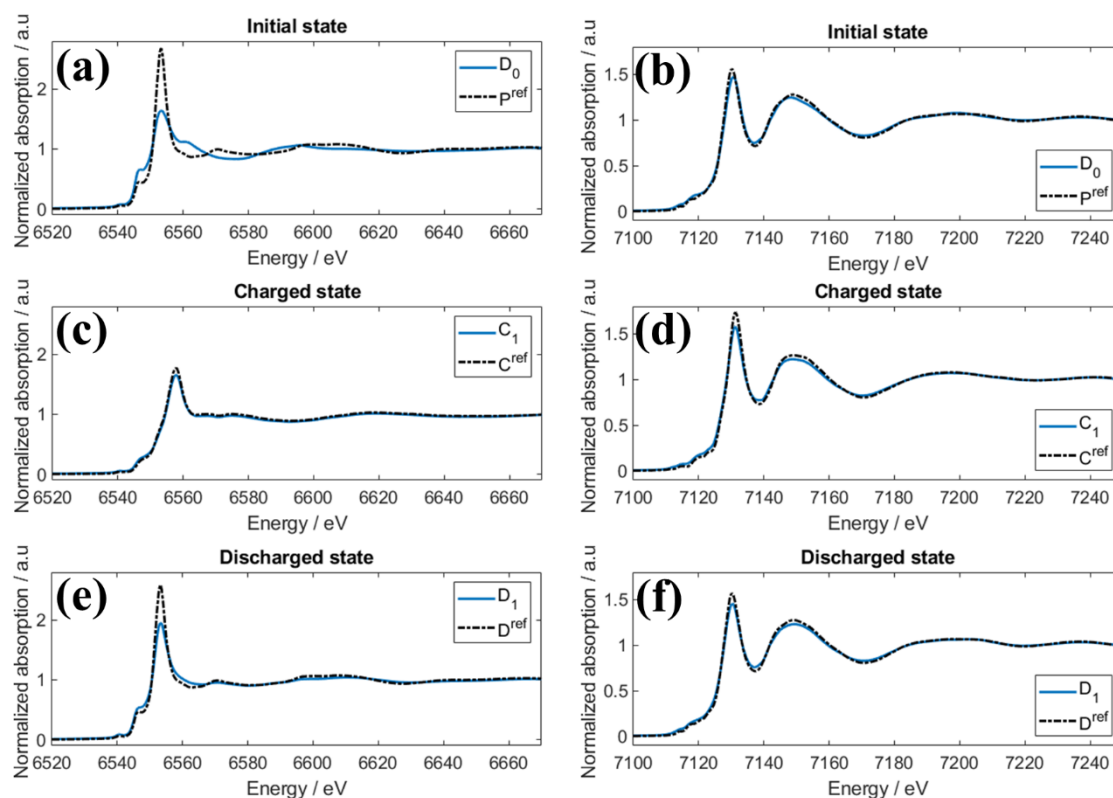 Initial state
(a)
D0
Pref
Normalized absorption / a.u
2
1
0
6520 6540 6560 6580 6600 6620 6640 6660
Energy / eV
Initial state
(b)
D0
Pref
Normalized absorption / a.u
1.5
1
0.5
0
7100 7120 7140 7160 7180 7200 7220 7240
Energy / eV
Charged state
(c)
C1
Cref
Normalized absorption / a.u
2
1
0
6520 6540 6560 6580 6600 6620 6640 6660
Energy / eV
Charged state
(d)
C1
Cref
Normalized absorption / a.u
1.5
1
0.5
0
7100 7120 7140 7160 7180 7200 7220 7240
Energy / eV
Discharged state
(e)
D1
Dref
Normalized absorption / a.u
2
1
0
6520 6540 6560 6580 6600 6620 6640 6660
Energy / eV
Discharged state
(f)
D1
Dref
Normalized absorption / a.u
1.5
1
0.5
0
7100 7120 7140 7160 7180 7200 7220 7240
Energy / eV